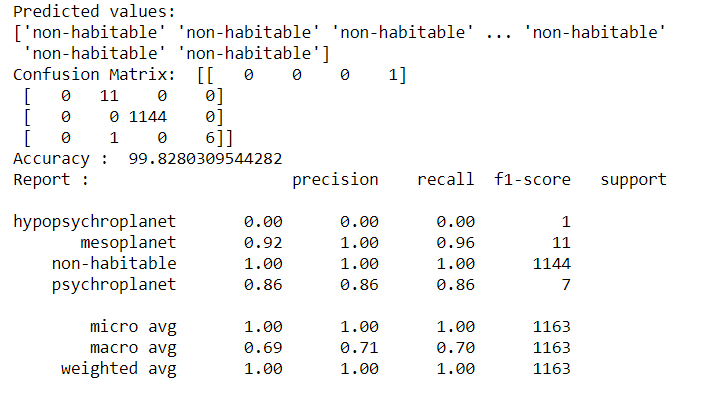 Predicted values:
['non-habitable' 'non-habitable' 'non-habitable' ... 'non-habitable'
 'non-habitable' 'non-habitable']
Confusion Matrix:  [[   0    0    0    1]
 [   0   11    0    0]
 [   0    0 1144    0]
 [   0    1    0    6]]
Accuracy :  99.8280309544282
Report :                     precision    recall  f1-score   support
hypopsychroplanet       0.00      0.00      0.00         1
       mesoplanet       0.92      1.00      0.96        11
    non-habitable       1.00      1.00      1.00      1144
    psychroplanet       0.86      0.86      0.86         7
        micro avg       1.00      1.00      1.00      1163
        macro avg       0.69      0.71      0.70      1163
     weighted avg       1.00      1.00      1.00      1163